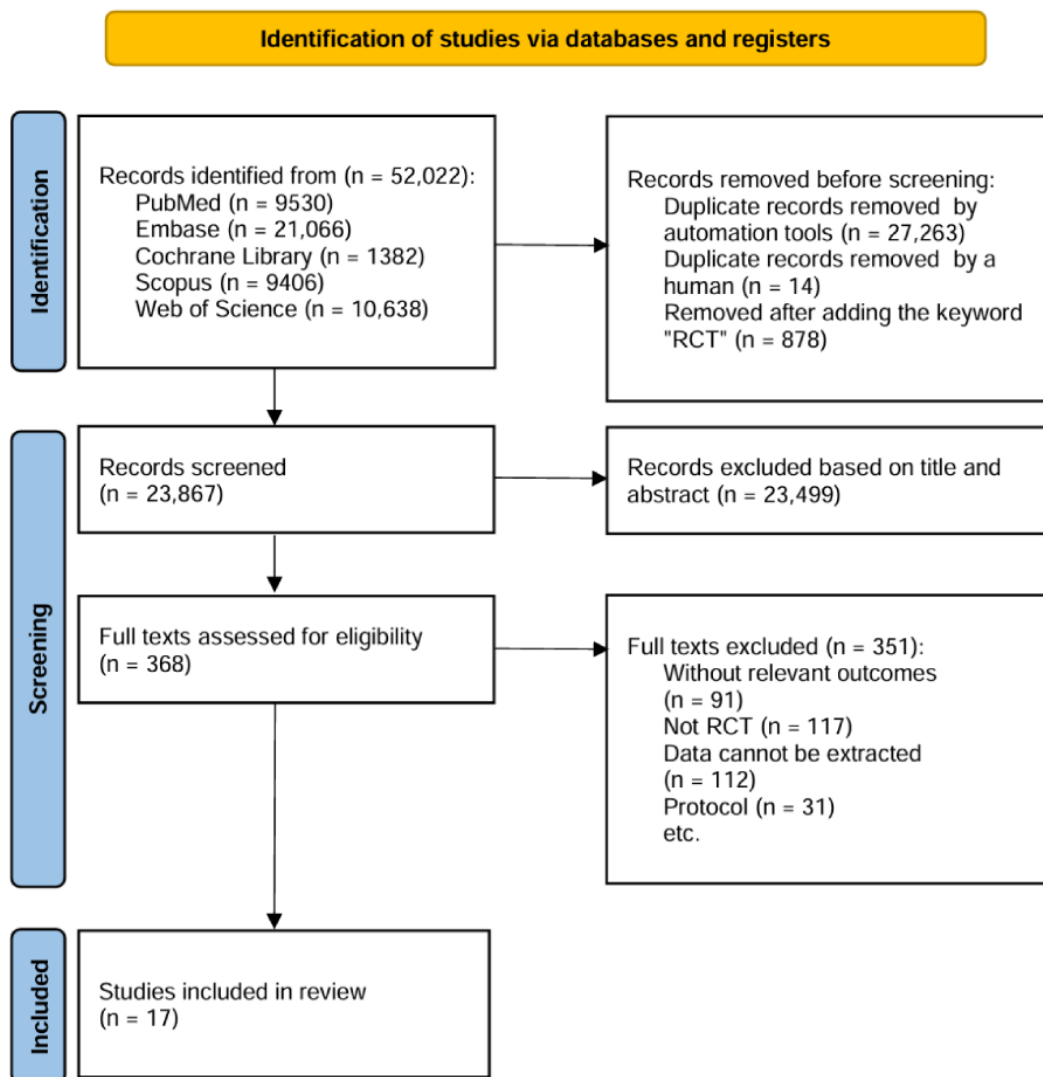 Identification of studies via databases and registers
Identification
Records identified from (n = 52,022):
PubMed (n = 9530)
Embase (n = 21,066)
Cochrane Library (n = 1382)
Scopus (n = 9406)
Web of Science (n = 10,638)
Records removed before screening:
Duplicate records removed by
automation tools (n = 27,263)
Duplicate records removed by a
human (n = 14)
Removed after adding the keyword
"RCT" (n = 878)
Screening
Records screened
(n = 23,867)
Records excluded based on title and
abstract (n = 23,499)
Full texts assessed for eligibility
(n = 368)
Full texts excluded (n = 351):
Without relevant outcomes
(n = 91)
Not RCT (n = 117)
Data cannot be extracted
(n = 112)
Protocol (n = 31)
etc.
Included
Studies included in review
(n = 17)